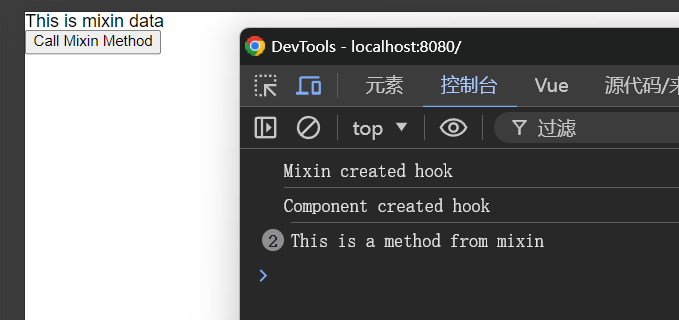 This is mixin data
Call Mixin Method
DevTools - localhost:8080/
元素 控制台 Vue 源代码/来
top 过滤
Mixin created hook
Component created hook
2 This is a method from mixin